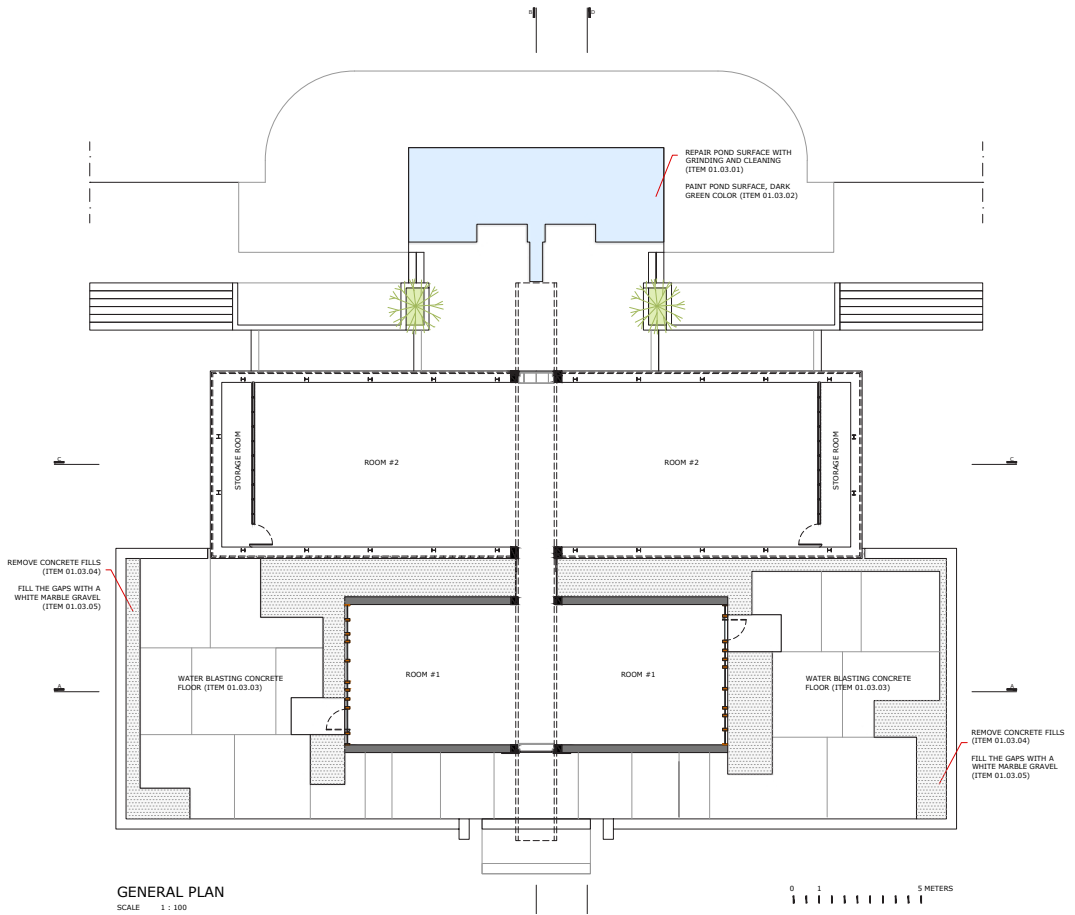 B
D
REPAIR POND SURFACE WITH
GRINDING AND CLEANING
(ITEM 01.03.01)
PAINT POND SURFACE, DARK
GREEN COLOR (ITEM 01.03.02)
C
STORAGE ROOM
ROOM #2
ROOM #2
STORAGE ROOM
C
REMOVE CONCRETE FILLS
(ITEM 01.03.04)
FILL THE GAPS WITH A
WHITE MARBLE GRAVEL
(ITEM 01.03.05)
A
WATER BLASTING CONCRETE
FLOOR (ITEM 01.03.03)
ROOM #1
ROOM #1
WATER BLASTING CONCRETE
FLOOR (ITEM 01.03.03)
A
REMOVE CONCRETE FILLS
(ITEM 01.03.04)
FILL THE GAPS WITH A
WHITE MARBLE GRAVEL
(ITEM 01.03.05)
GENERAL PLAN
SCALE 1 : 100
0 1 5 METERS